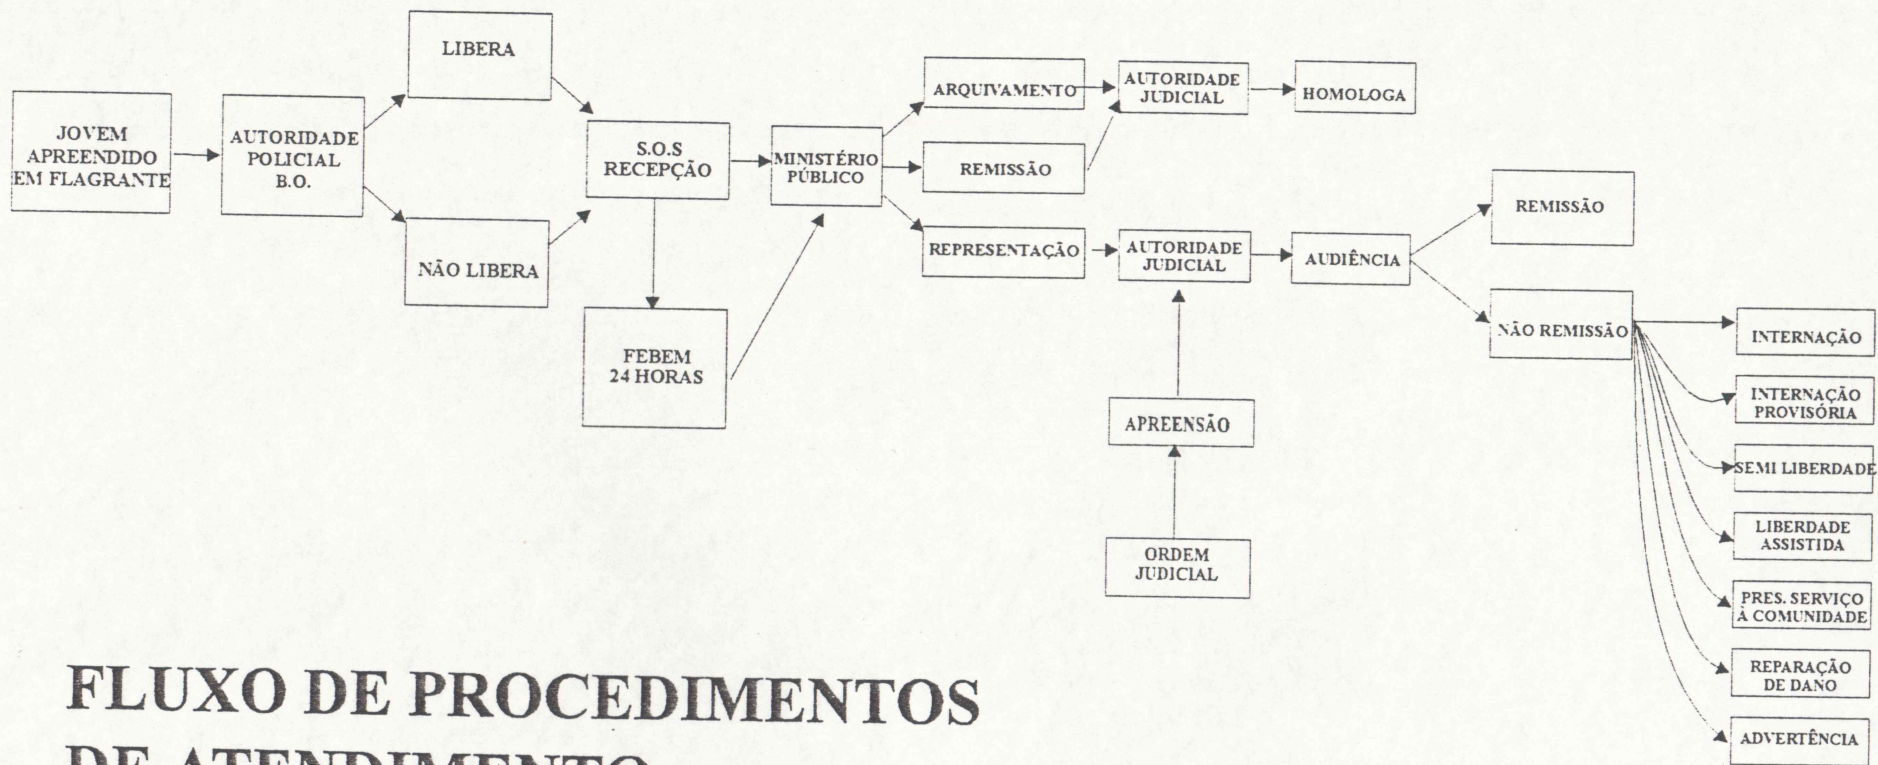 LIBERA
JOVEM
APREENDIDO
EM FLAGRANTE
AUTORIDADE
POLICIAL
B.O.
NÃO LIBERA
S.O.S
RECEPÇÃO
FEBEM
24 HORAS
MINISTÉRIO
PÚBLICO
ARQUIVAMENTO
REMISSÃO
REPRESENTAÇÃO
AUTORIDADE
JUDICIAL
HOMOLOGA
AUTORIDADE
JUDICIAL
AUDIÊNCIA
APREENSÃO
ORDEM
JUDICIAL
REMISSÃO
NÃO REMISSÃO
INTERNAÇÃO
INTERNAÇÃO
PROVISÓRIA
SEMI LIBERDADE
LIBERDADE
ASSISTIDA
PRES. SERVIÇO
À COMUNIDADE
REPARAÇÃO
DE DANO
ADVERTÊNCIA
FLUXO DE PROCEDIMENTOS
DE ATENDIMENTO